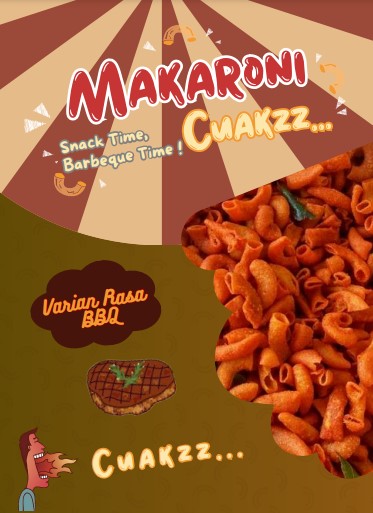 MAKARONI
CUAKZZ...
Snack Time,
Barbeque Time !
Varian Rasa
BBQ
CUAKZZ...